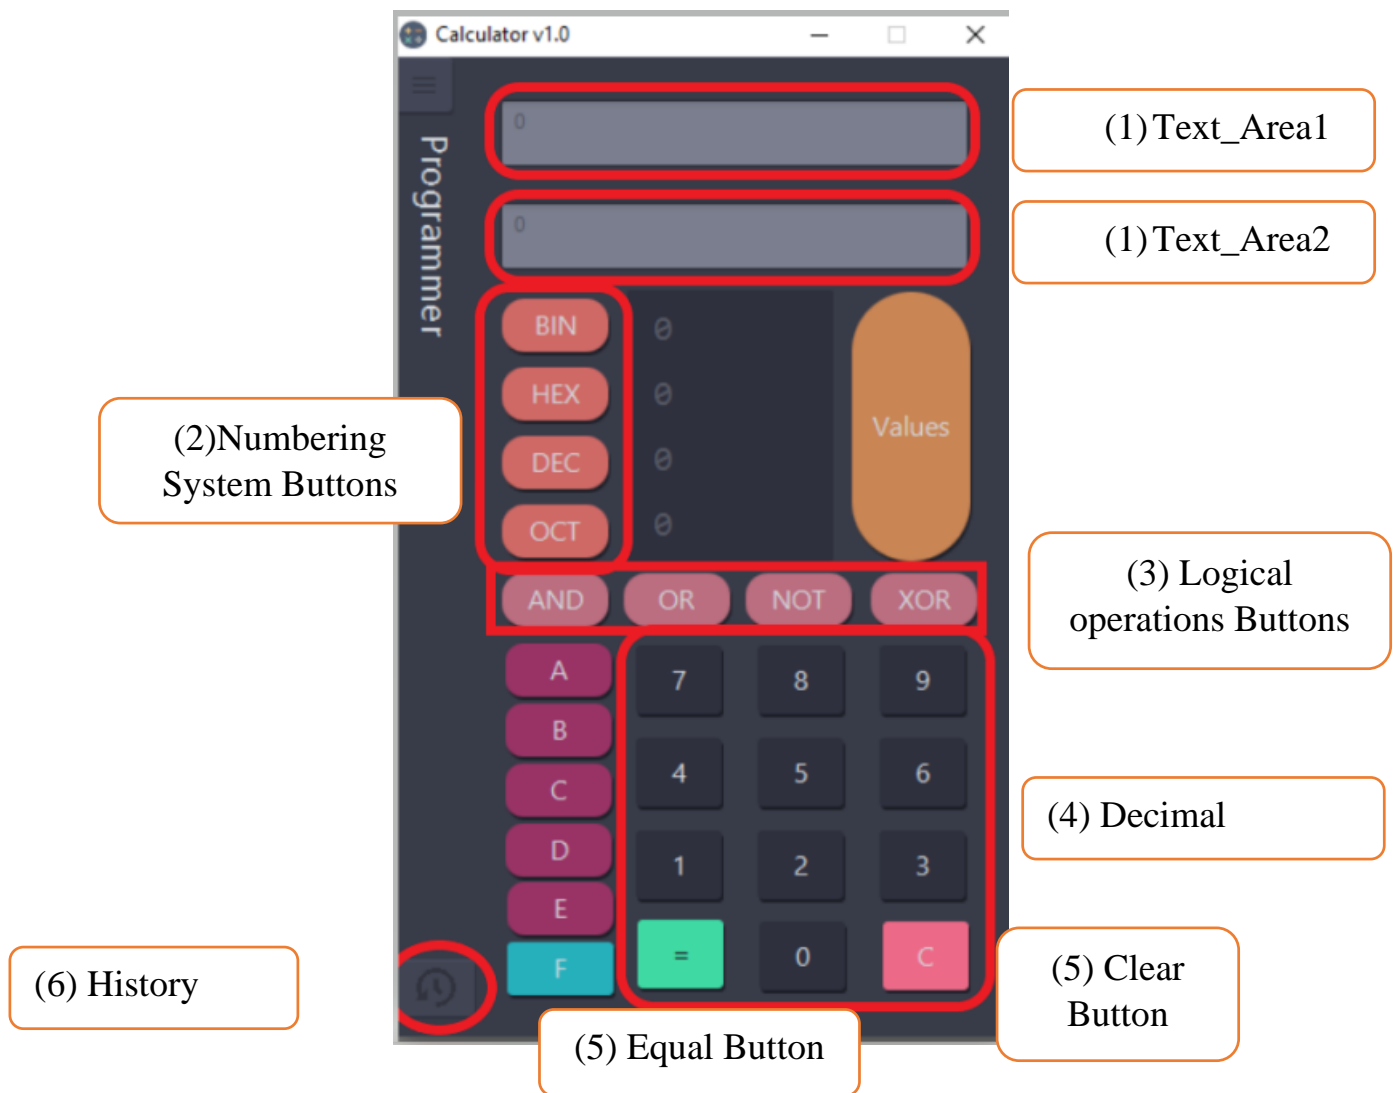 Calculator v1.0
(1) Text_Area1
0
Programmer
(1) Text_Area2
0
BIN 0
HEX 0
Values
(2)Numbering
System Buttons
DEC 0
OCT 0
(3) Logical
operations Buttons
AND OR NOT XOR
A 7 8 9
B
4 5 6
C
(4) Decimal
D
1 2 3
E
F = 0 C
(5) Clear
Button
(6) History
(5) Equal Button